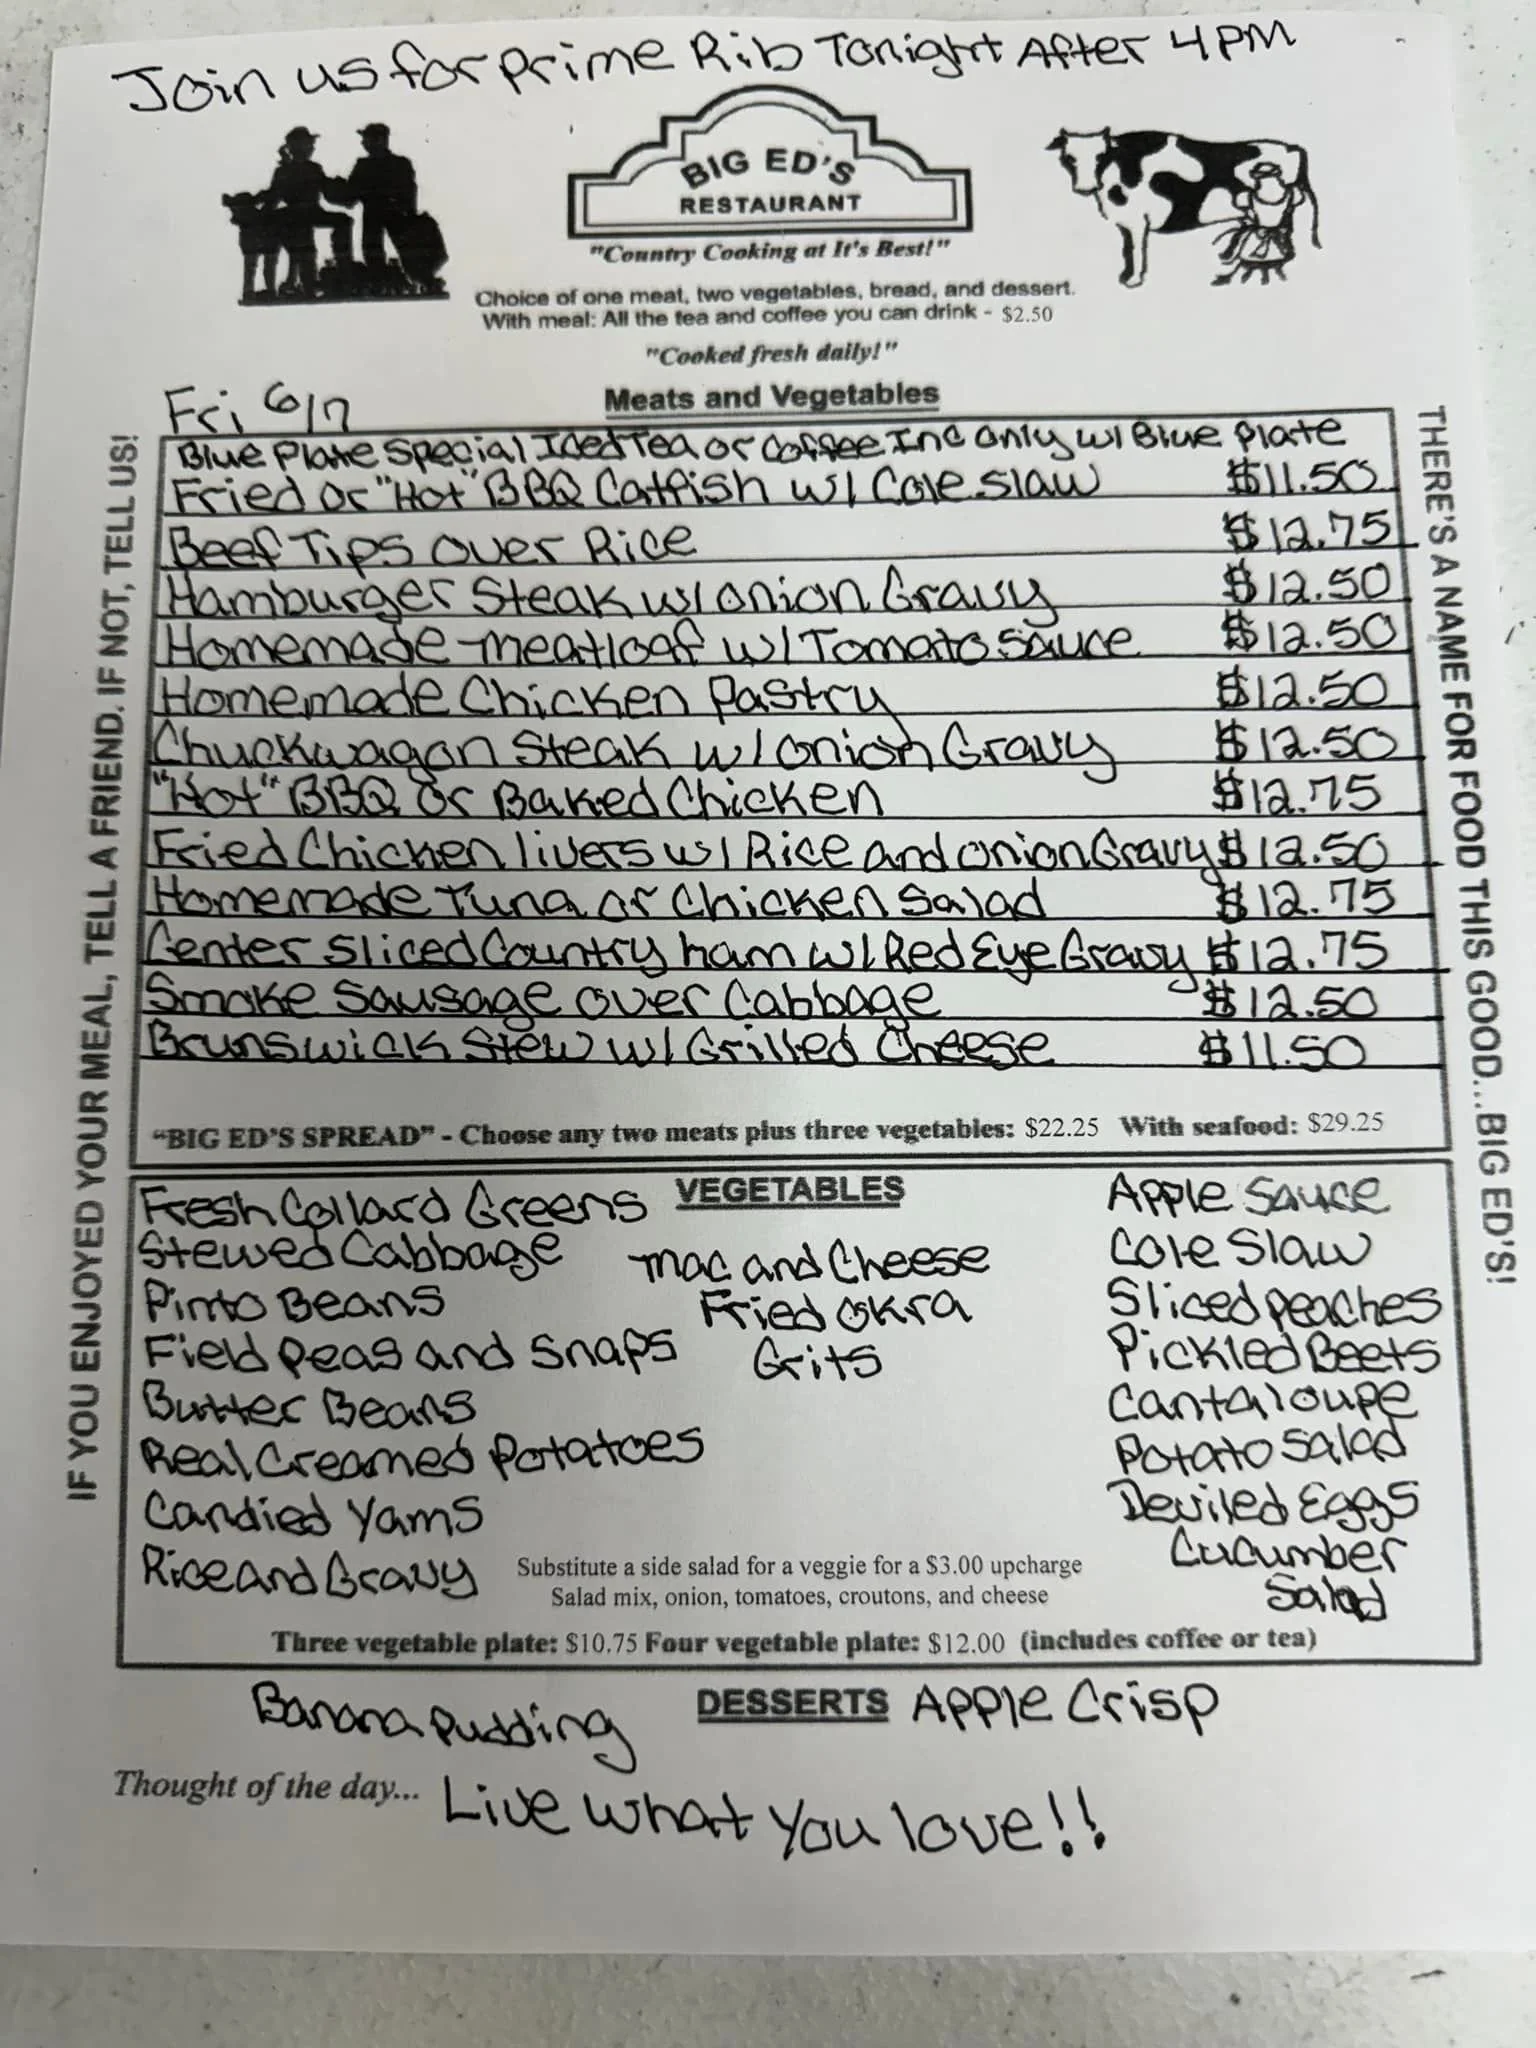 Join us for prime Rib Tonight After 4 PM
BIG ED'S
RESTAURANT
"Country Cooking at It's Best!"
Choice of one meat, two vegetables, bread, and dessert.
With meal: All the tea and coffee you can drink - $2.50
"Cooked fresh daily!"
Fri 6/7
Meats and Vegetables
Blue Plate Special Iced Tea or Coffee Inc only w/ Blue Plate
Fried or "Hot" BBQ Catfish w/ Coleslaw $11.50
Beef Tips over Rice $12.75
Hamburger Steak w/ onion Gravy $12.50
Homemade meatloaf w/ Tomato Sauce $12.50
Homemade Chicken Pastry $12.50
Chuckwagon Steak w/ onion Gravy $12.50
"Hot" BBQ or Baked Chicken $12.75
Fried Chicken livers w/ Rice and onion Gravy $12.50
Homemade Tuna or Chicken Salad $12.75
Center Sliced Country ham w/ Red Eye Gravy $12.75
Smoke Sausage over Cabbage $12.50
Brunswick Stew w/ Grilled Cheese $11.50
"BIG ED'S SPREAD" - Choose any two meats plus three vegetables: $22.25 With seafood: $29.25
IF YOU ENJOYED YOUR MEAL, TELL A FRIEND. IF NOT, TELL US!
THERE'S A NAME FOR FOOD THIS GOOD...BIG ED'S!
VEGETABLES
Fresh Collard Greens
Stewed Cabbage
Pinto Beans
Field peas and Snaps
Butter Beans
Real Creamed Potatoes
Candied Yams
Rice and Gravy
Mac and Cheese
Fried Okra
Grits
Apple Sauce
Cole Slaw
Sliced peaches
Pickled Beets
Cantaloupe
Potato Salad
Deviled Eggs
Cucumber
Salad
Substitute a side salad for a veggie for a $3.00 upcharge
Salad mix, onion, tomatoes, croutons, and cheese
Three vegetable plate: $10.75 Four vegetable plate: $12.00 (includes coffee or tea)
DESSERTS
Banana Pudding
Apple Crisp
Thought of the day... Live what you love!!